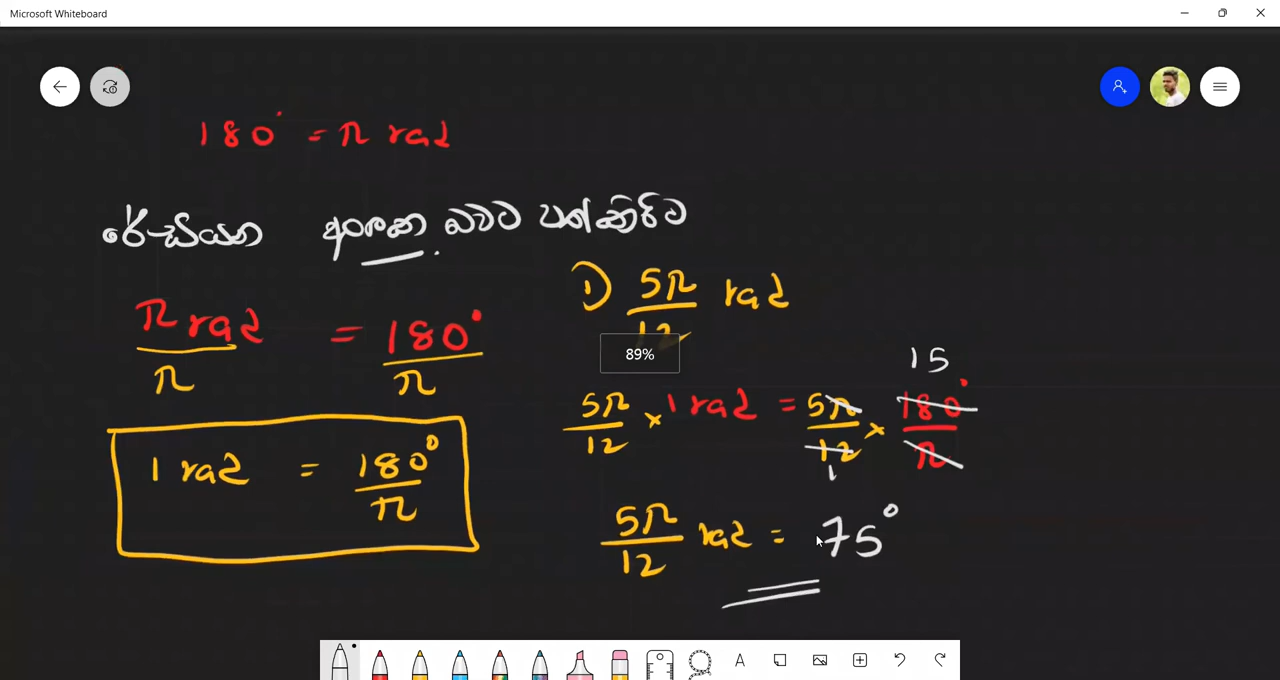 Microsoft Whiteboard
180° = π rad
රේඩියන අංශක බවට පත්කිරීම
π rad / π = 180° / π
1 rad = 180° / π
1) 5π / 12 rad
89%
5π / 12 × 1 rad = 5π / 12 × 180° / π
15
1
5π / 12 rad = 75°
A